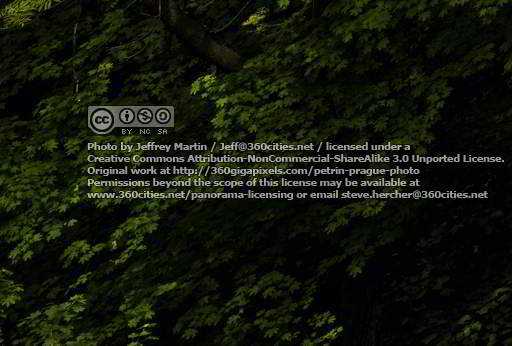 cc
BY NC SA
Photo by Jeffrey Martin / Jeff@360cities.net / licensed under a
Creative Commons Attribution-NonCommercial-ShareAlike 3.0 Unported License.
Original work at http://360gigapixels.com/petrin-prague-photo
Permissions beyond the scope of this license may be available at
www.360cities.net/panorama-licensing or email steve.hercher@360cities.net